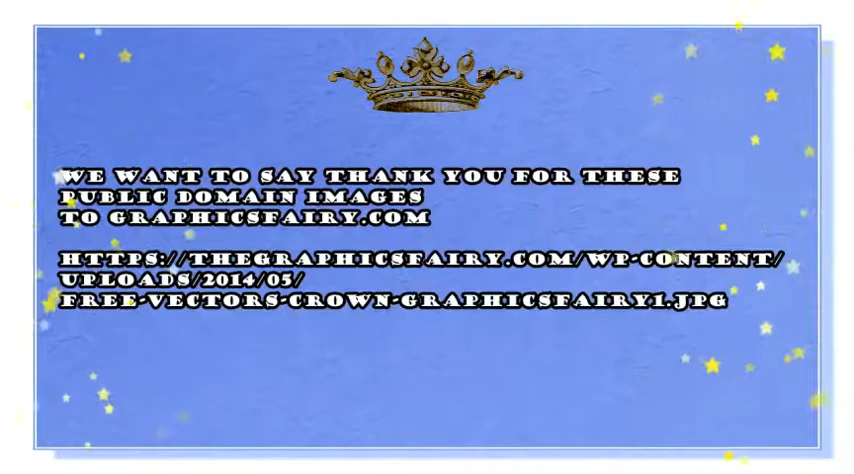 WE WANT TO SAY THANK YOU FOR THESE
PUBLIC DOMAIN IMAGES
TO GRAPHICSFAIRY.COM
HTTPS://THEGRAPHICSFAIRY.COM/WP-CONTENT/
UPLOADS/2014/05/
FREE-VECTORS-CROWN-GRAPHICSFAIRY1.JPG